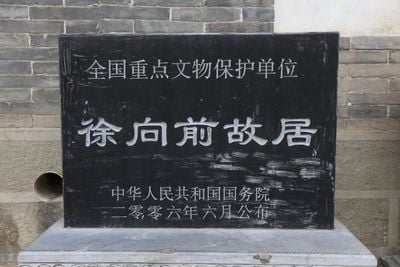 全国重点文物保护单位
徐向前故居
中华人民共和国国务院
二零零六年六月公布